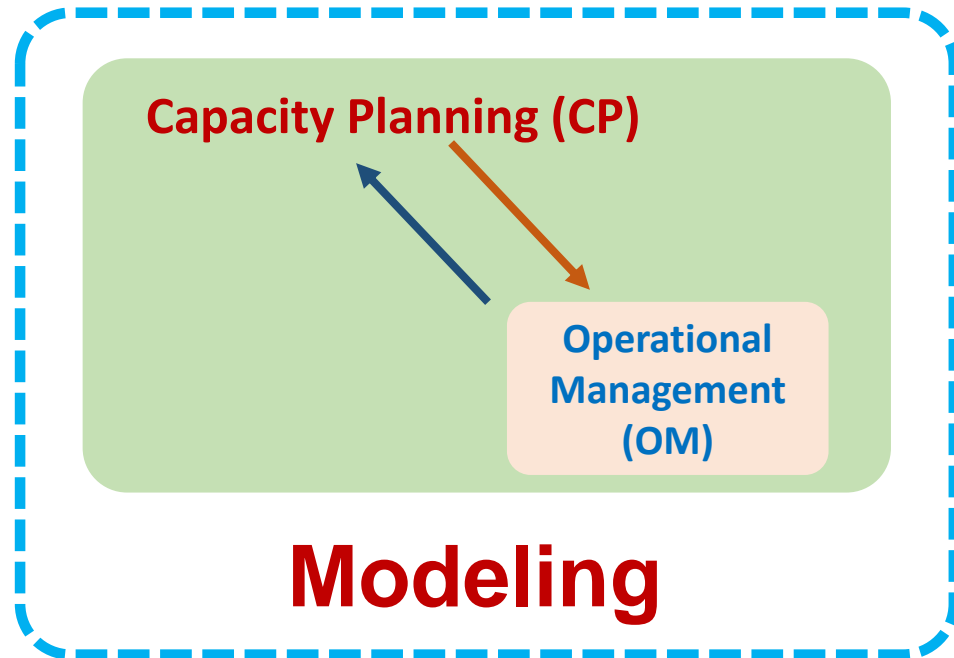 Capacity Planning (CP)
Operational
Management
(OM)
Modeling